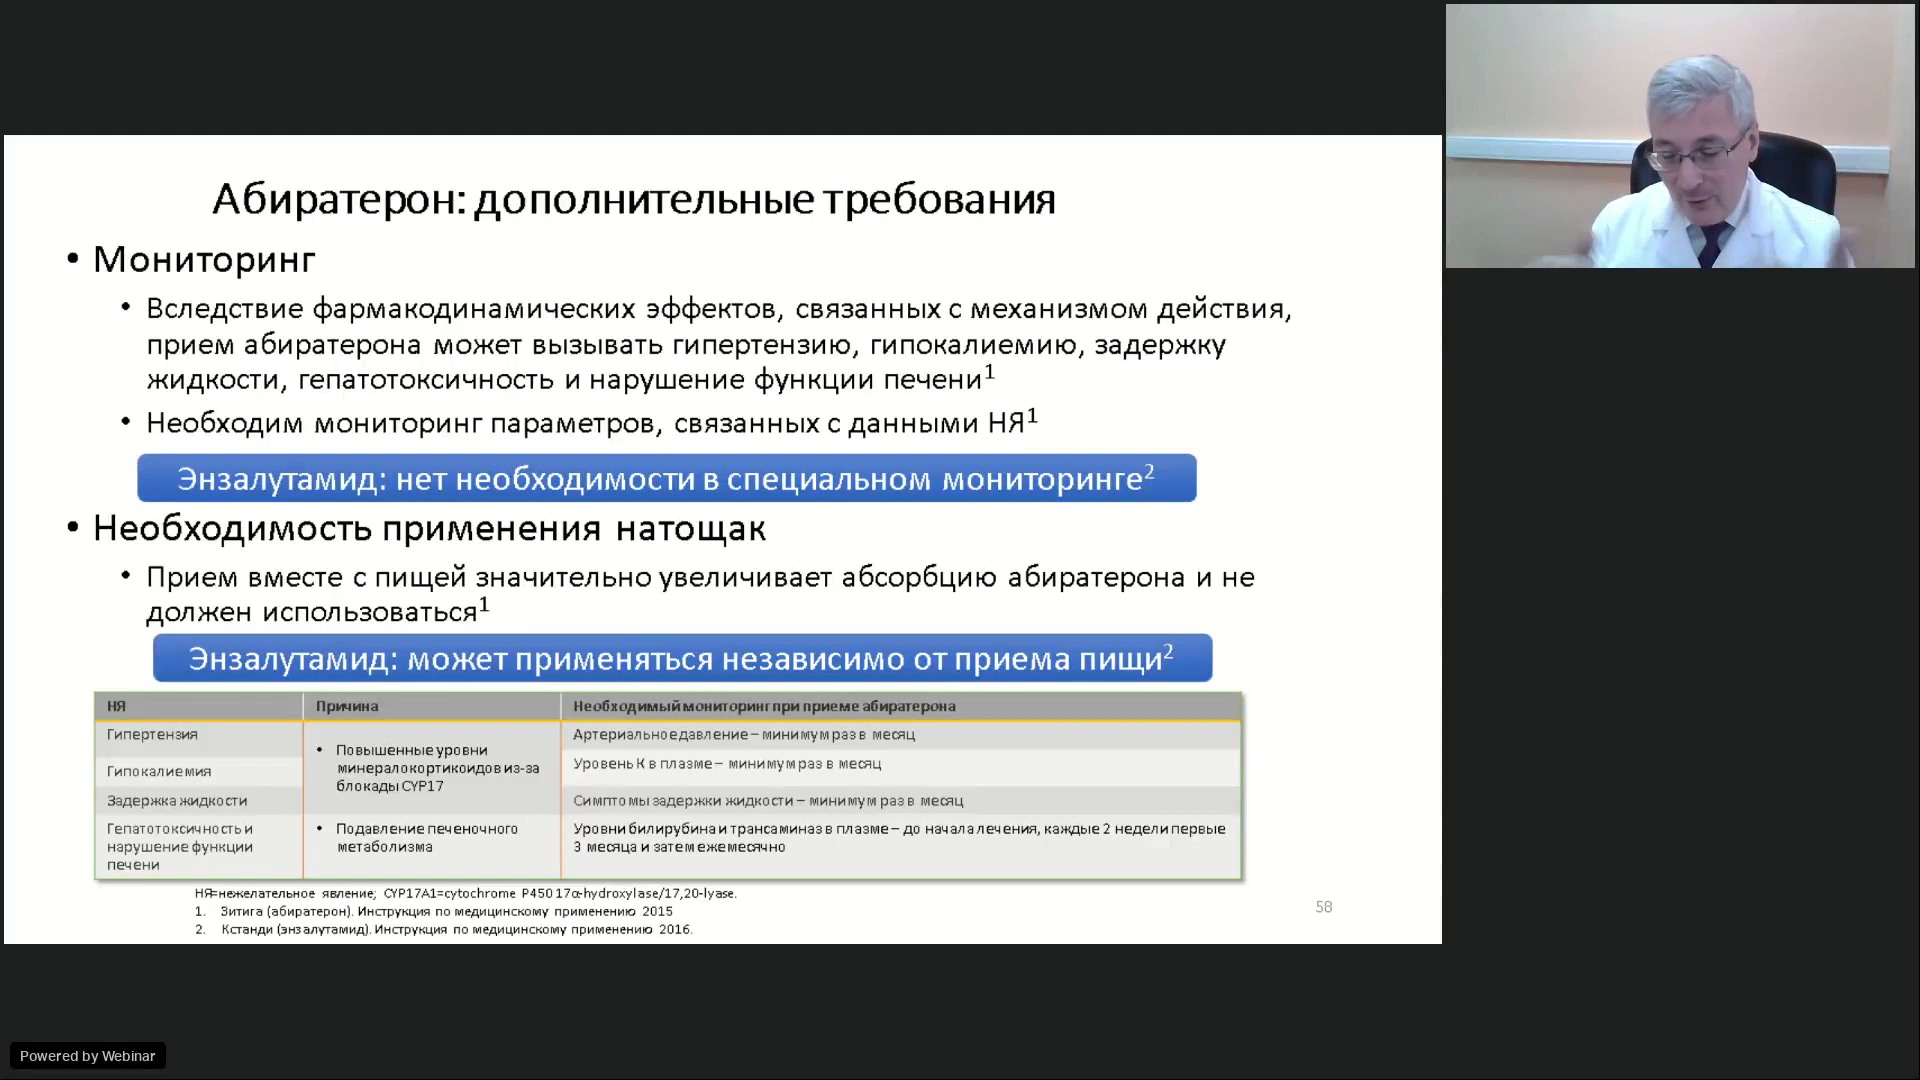 Абиратерон: дополнительные требования
• Мониторинг
• Вследствие фармакодинамических эффектов, связанных с механизмом действия,
прием абиратерона может вызывать гипертензию, гипокалиемию, задержку
жидкости, гепатотоксичность и нарушение функции печени¹
• Необходим мониторинг параметров, связанных с данными НЯ¹
Энзалутамид: нет необходимости в специальном мониторинге²
• Необходимость применения натощак
• Прием вместе с пищей значительно увеличивает абсорбцию абиратерона и не
должен использоваться¹
Энзалутамид: может применяться независимо от приема пищи²
НЯ
Причина
Необходимый мониторинг при приеме абиратерона
Гипертензия
• Повышенные уровни
минералокортикоидов из-за
блокады CYP17
Артериальное давление – минимум раз в месяц
Гипокалиемия
Уровень К в плазме – минимум раз в месяц
Задержка жидкости
Симптомы задержки жидкости – минимум раз в месяц
Гепатотоксичность и
нарушение функции
печени
• Подавление печеночного
метаболизма
Уровни билирубина и трансаминаз в плазме – до начала лечения, каждые 2 недели первые
3 месяца и затем ежемесячно
НЯ=нежелательное явление; CYP17A1=cytochrome P450 17α-hydroxylase/17,20-lyase.
1. Зитига (абиратерон). Инструкция по медицинскому применению 2015
2. Кстанди (энзалутамид). Инструкция по медицинскому применению 2016.
58
Powered by Webinar